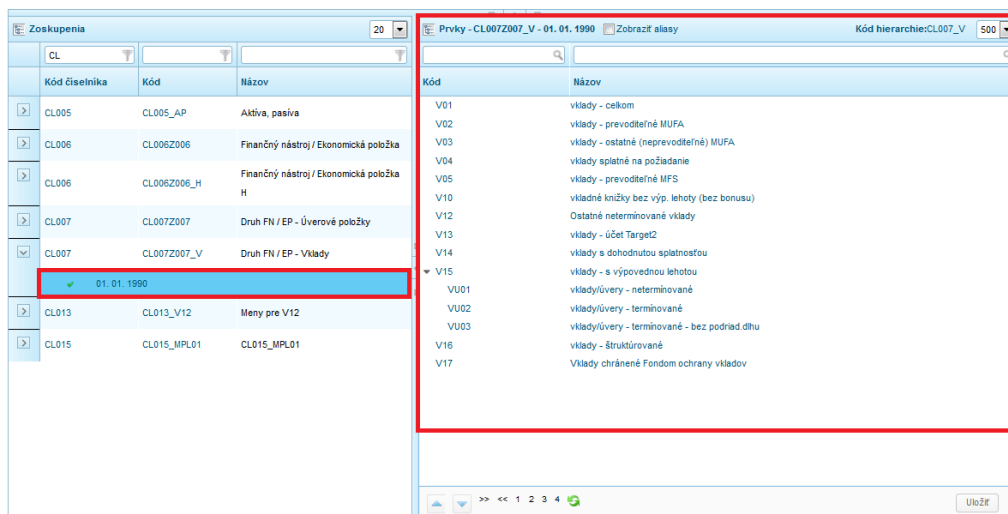 Zoskupenia 20
CL
Kód číselníka Kód Názov
CL005 CL005_AP Aktíva, pasíva
CL006 CL006Z006 Finančný nástroj / Ekonomická položka
CL006 CL006Z006_H Finančný nástroj / Ekonomická položka
H
CL007 CL007Z007 Druh FN / EP - Úverové položky
CL007 CL007Z007_V Druh FN / EP - Vklady
01. 01. 1990
CL013 CL013_V12 Meny pre V12
CL015 CL015_MPL01 CL015_MPL01
Prvky - CL007Z007_V - 01. 01. 1990 Zobraziť aliasy Kód hierarchie:CL007_V 500
Kód Názov
V01 vklady - celkom
V02 vklady - prevoditeľné MUFA
V03 vklady - ostatné (neprevoditeľné) MUFA
V04 vklady splatné na požiadanie
V05 vklady - prevoditeľné MFS
V10 vkladné knižky bez výp. lehoty (bez bonusu)
V12 Ostatné netermínované vklady
V13 vklady - účet Target2
V14 vklady s dohodnutou splatnosťou
V15 vklady - s výpovednou lehotou
VU01 vklady/úvery - netermínované
VU02 vklady/úvery - termínované
VU03 vklady/úvery - termínované - bez podriad.dlhu
V16 vklady - štruktúrované
V17 Vklady chránené Fondom ochrany vkladov
>> << 1 2 3 4 Uložiť